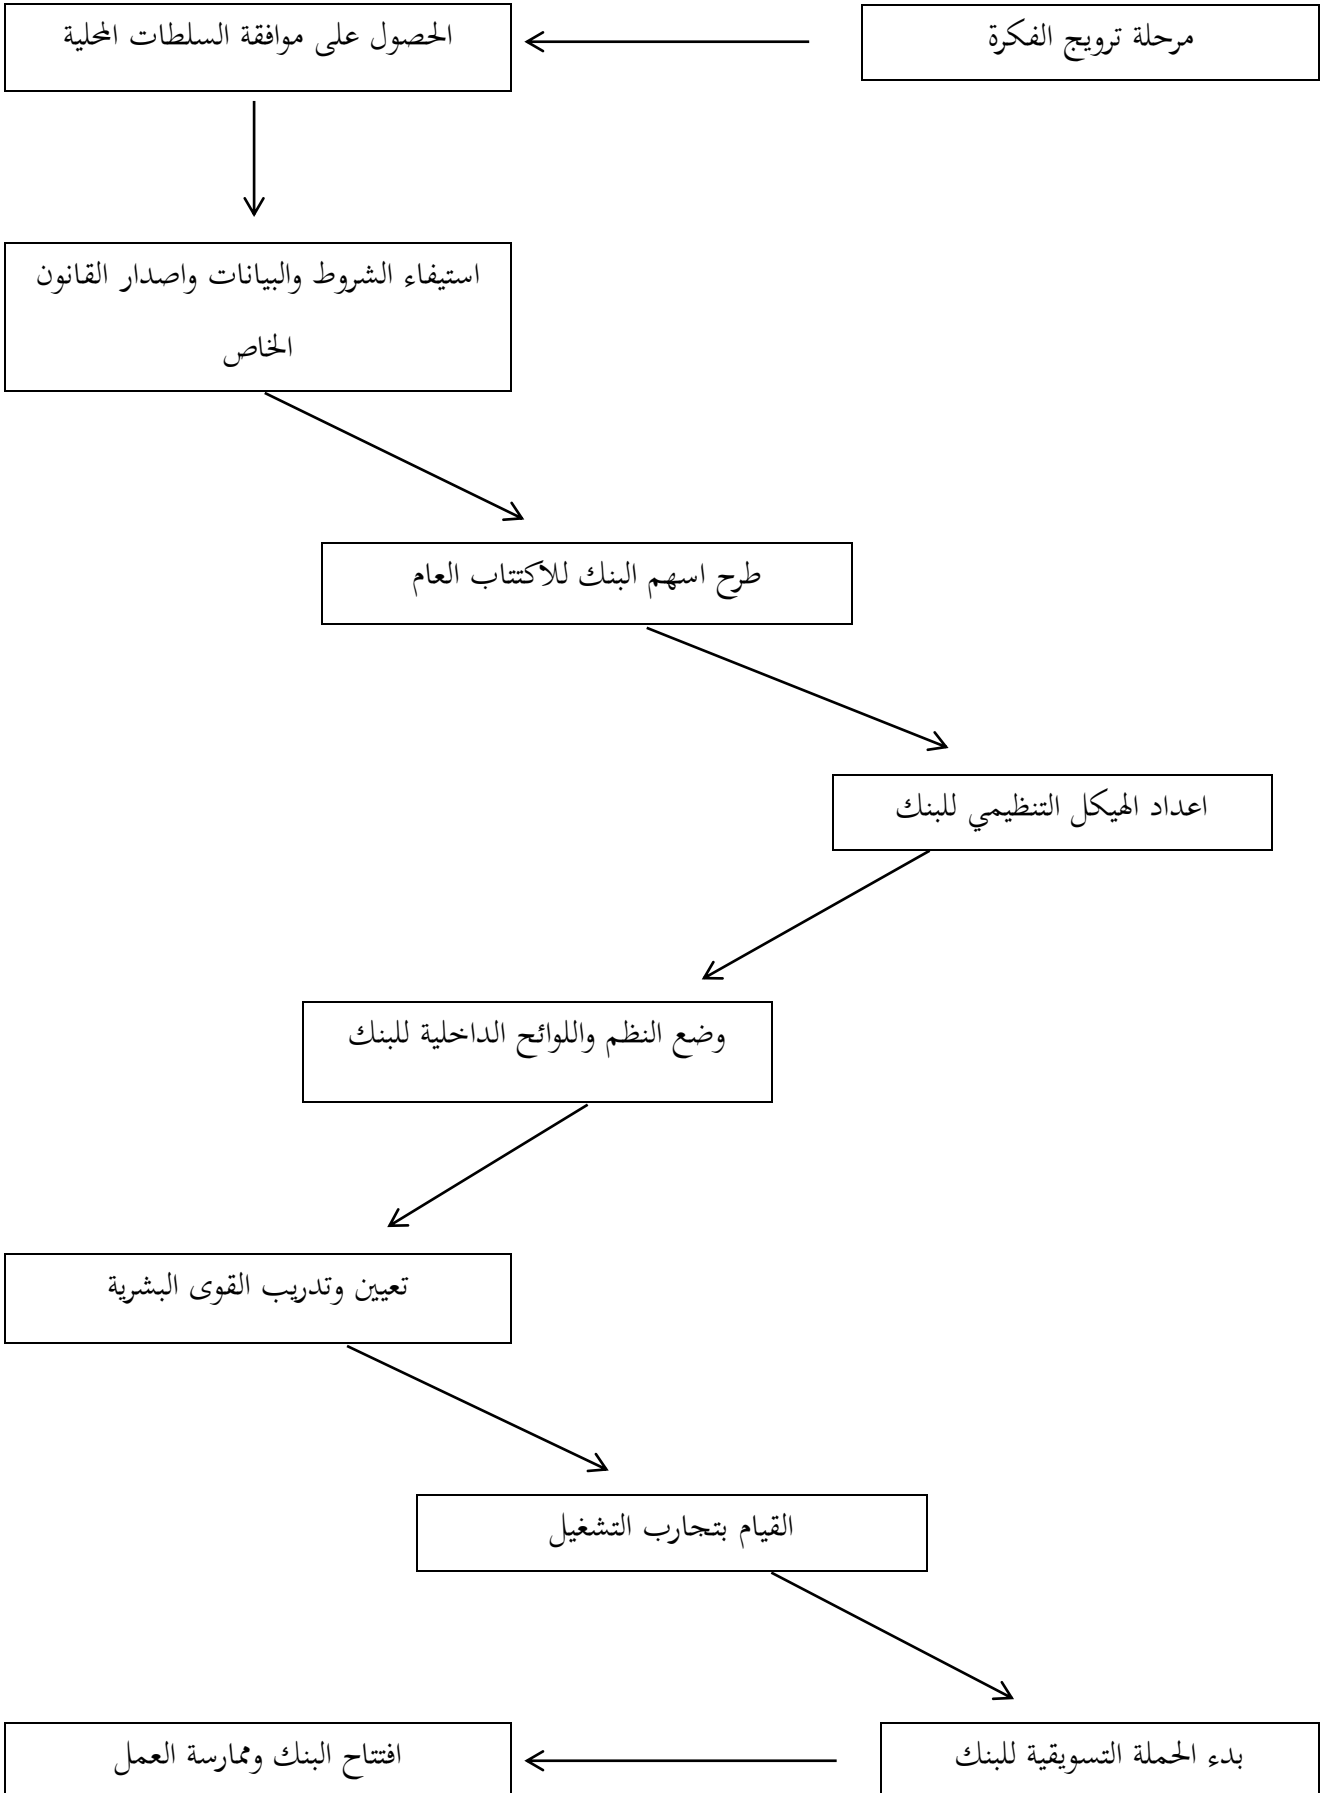 مرحلة ترويج الفكرة
الحصول على موافقة السلطات المحلية
استيفاء الشروط والبيانات واصدار القانون
الخاص
طرح اسهم البنك للاكتتاب العام
اعداد الهيكل التنظيمي للبنك
وضع النظم واللوائح الداخلية للبنك
تعيين وتدريب القوى البشرية
القيام بتجارب التشغيل
بدء الحملة التسويقية للبنك
افتتاح البنك وممارسة العمل